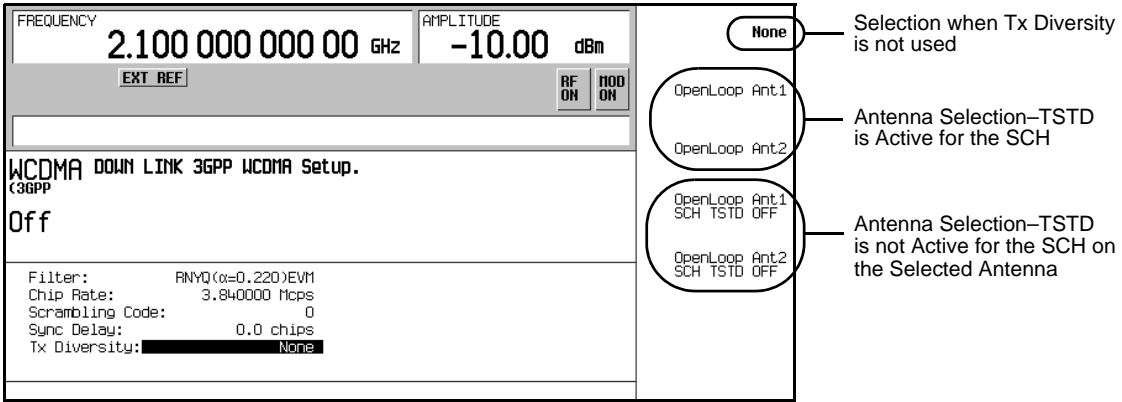 FREQUENCY
2.100 000 000 00 GHz
AMPLITUDE
-10.00 dBm
EXT REF
RF ON
MOD ON
WCDMA DOWN LINK 3GPP WCDMA Setup.
(3GPP
Off
Filter: RNYQ(α=0.220)EVM
Chip Rate: 3.840000 Mcps
Scrambling Code: 0
Sync Delay: 0.0 chips
Tx Diversity: None
None
OpenLoop Ant1
OpenLoop Ant2
OpenLoop Ant1
SCH TSTD OFF
OpenLoop Ant2
SCH TSTD OFF
Selection when Tx Diversity
is not used
Antenna Selection–TSTD
is Active for the SCH
Antenna Selection–TSTD
is not Active for the SCH on
the Selected Antenna